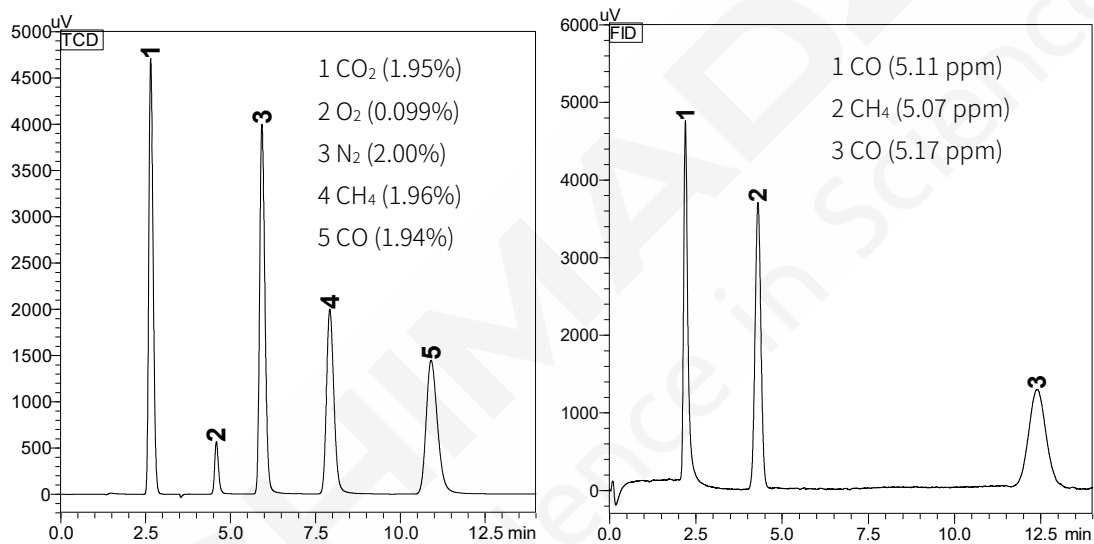 uV
TCD
5000
4500
4000
3500
3000
2500
2000
1500
1000
500
0
1
2
3
4
5
1 CO₂ (1.95%)
2 O₂ (0.099%)
3 N₂ (2.00%)
4 CH₄ (1.96%)
5 CO (1.94%)
0.0 2.5 5.0 7.5 10.0 12.5 min
uV
FID
6000
5000
4000
3000
2000
1000
0
1
2
3
1 CO (5.11 ppm)
2 CH₄ (5.07 ppm)
3 CO (5.17 ppm)
0.0 2.5 5.0 7.5 10.0 12.5 min
HIMADZ
ence in Science